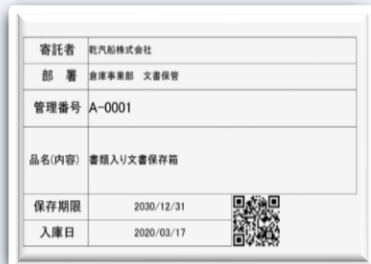 寄託者 乾汽船株式会社
部 署 倉庫事業部 文書保管
管理番号 A-0001
品名(内容) 書類入り文書保存箱
保存期限 2030/12/31
入庫日 2020/03/17